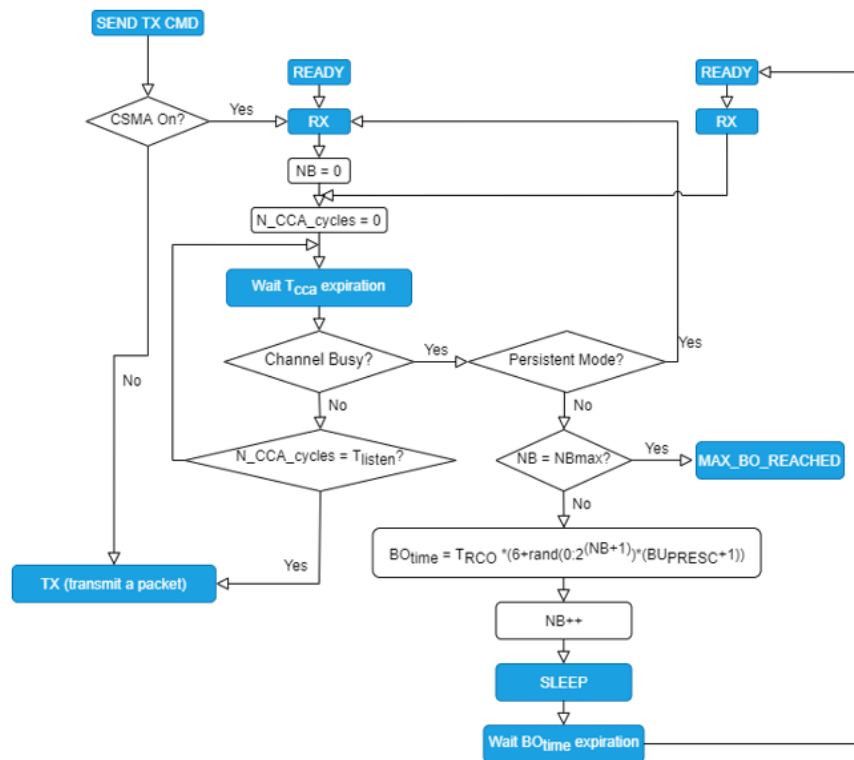 SEND TX CMD
READY
READY
CSMA On?
Yes
RX
RX
NB = 0
N_CCA_cycles = 0
Wait Tcca expiration
Channel Busy?
Yes
Persistent Mode?
Yes
No
No
No
N_CCA_cycles = Tlisten?
NB = NBmax?
Yes
MAX_BO_REACHED
No
BOtime = TRCO *(6+rand(0:2^(NB+1))*(BUPRESC+1))
Yes
TX (transmit a packet)
NB++
SLEEP
Wait BOtime expiration